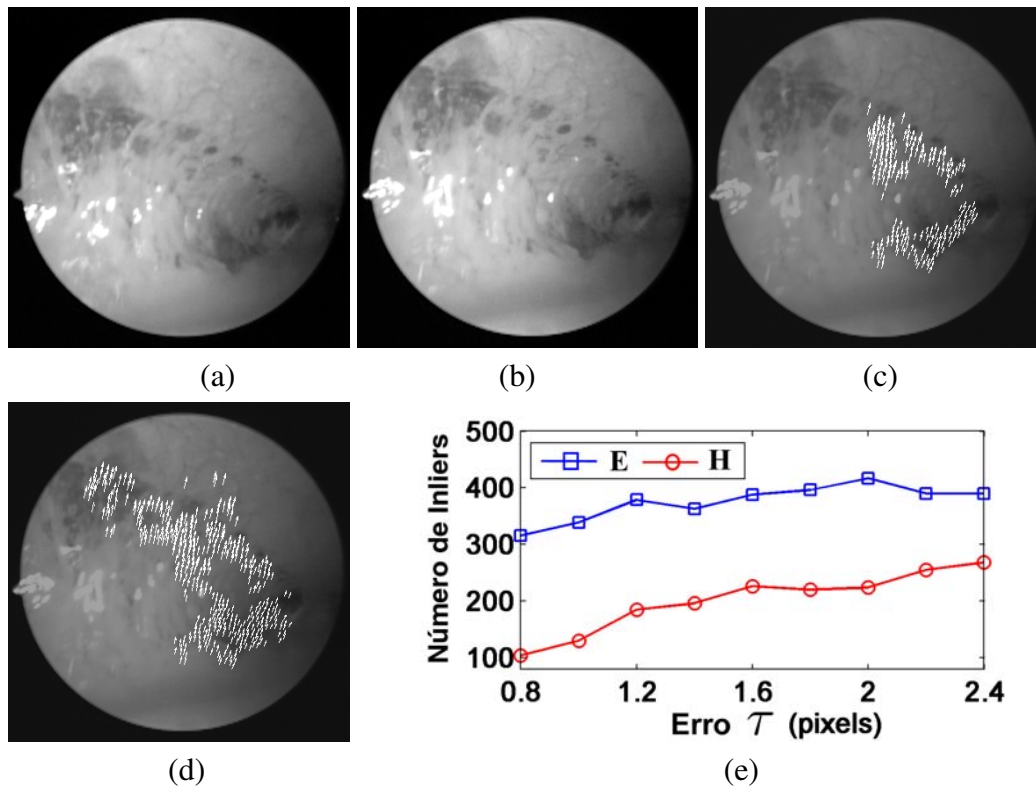 (a)
(b)
(c)
(d)
500
400
300
200
100
Número de Inliers
E H
0.8 1.2 1.6 2 2.4
Erro τ (pixels)
(e)